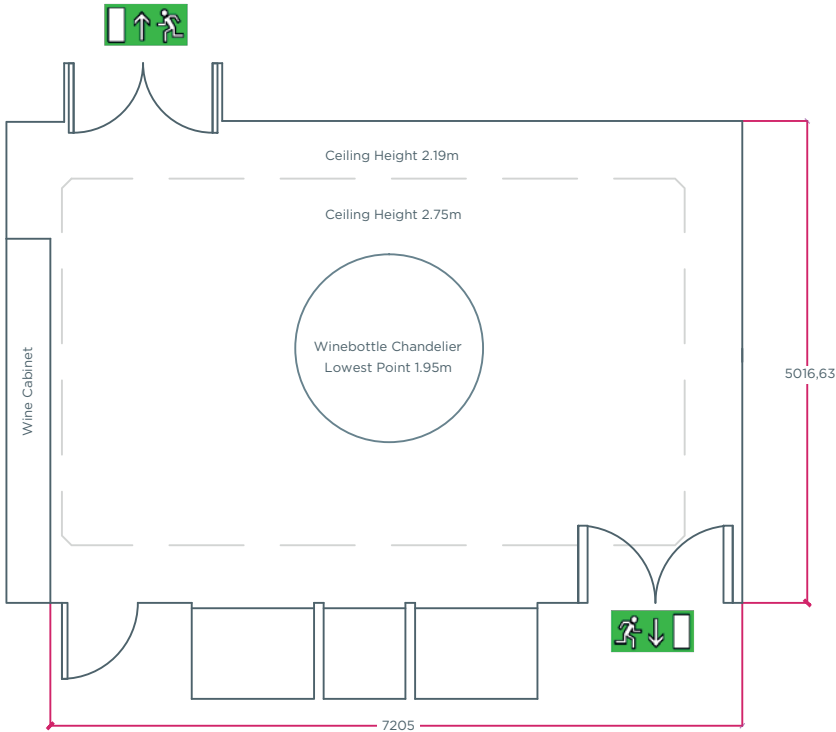 Ceiling Height 2.19m
Ceiling Height 2.75m
Winebottle Chandelier
Lowest Point 1.95m
Wine Cabinet
5016,63
7205